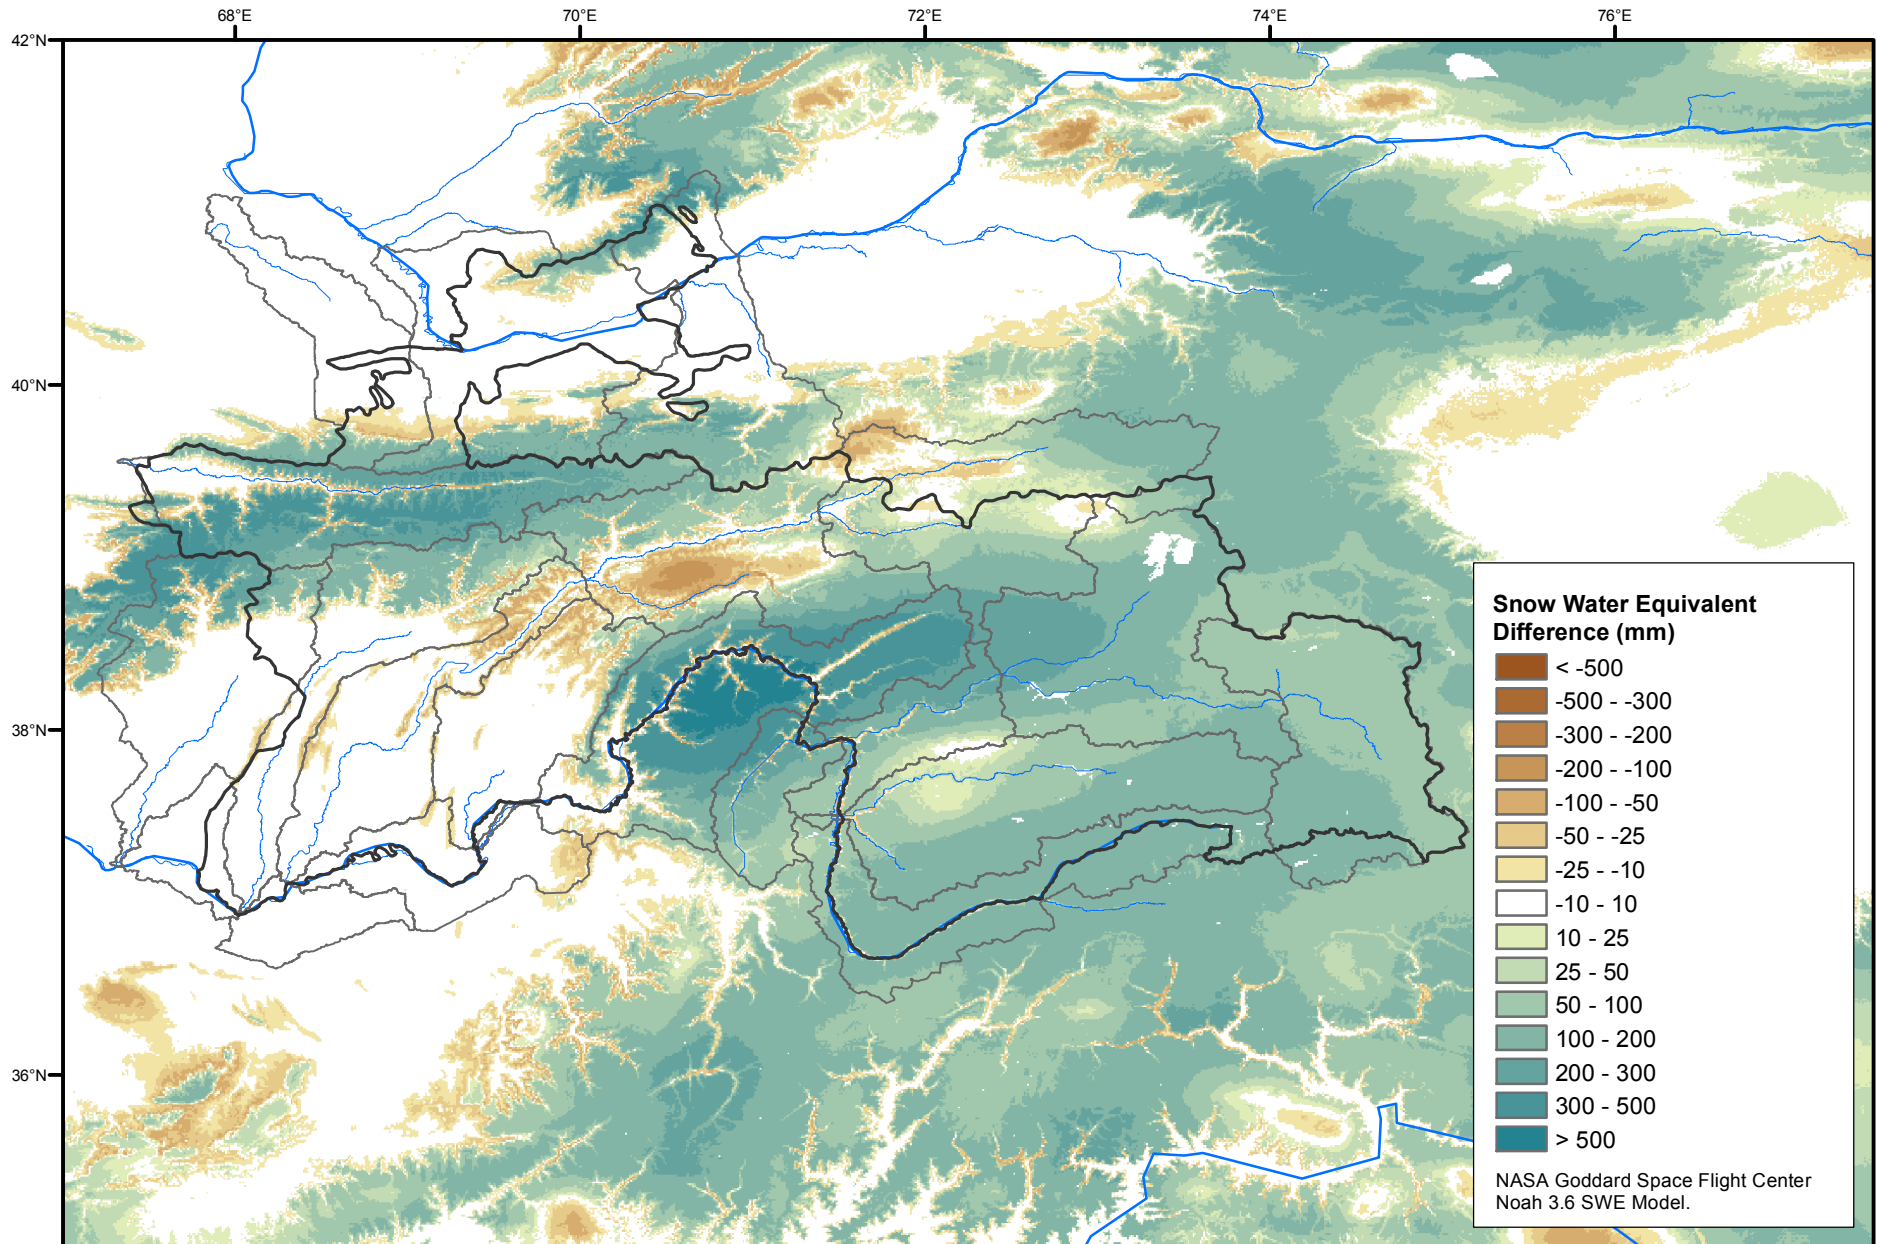 68°E
70°E
72°E
74°E
76°E
42°N
40°N
38°N
36°N
Snow Water Equivalent
Difference (mm)
< -500
-500 - -300
-300 - -200
-200 - -100
-100 - -50
-50 - -25
-25 - -10
-10 - 10
10 - 25
25 - 50
50 - 100
100 - 200
200 - 300
300 - 500
> 500
NASA Goddard Space Flight Center
Noah 3.6 SWE Model.